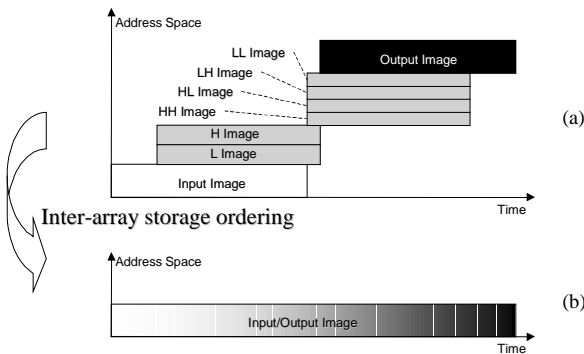 Address Space
LL Image
Output Image
LH Image
HL Image
HH Image
(a)
H Image
L Image
Input Image
Time
Inter-array storage ordering
Address Space
(b)
Input/Output Image
Time